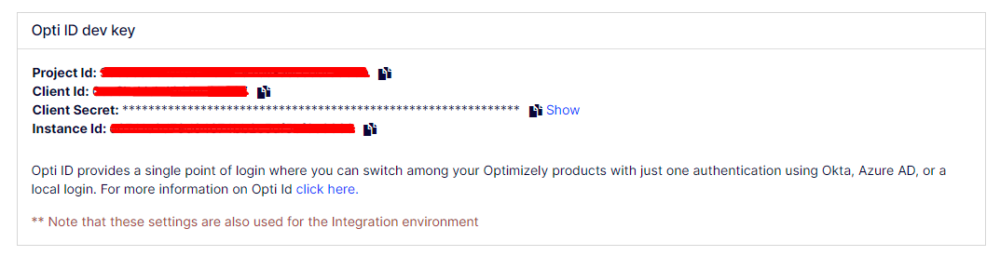 Opti ID dev key
Project Id:
Client Id:
Client Secret: ************************************************************* Show
Instance Id:
Opti ID provides a single point of login where you can switch among your Optimizely products with just one authentication using Okta, Azure AD, or a
local login. For more information on Opti Id click here.
** Note that these settings are also used for the Integration environment